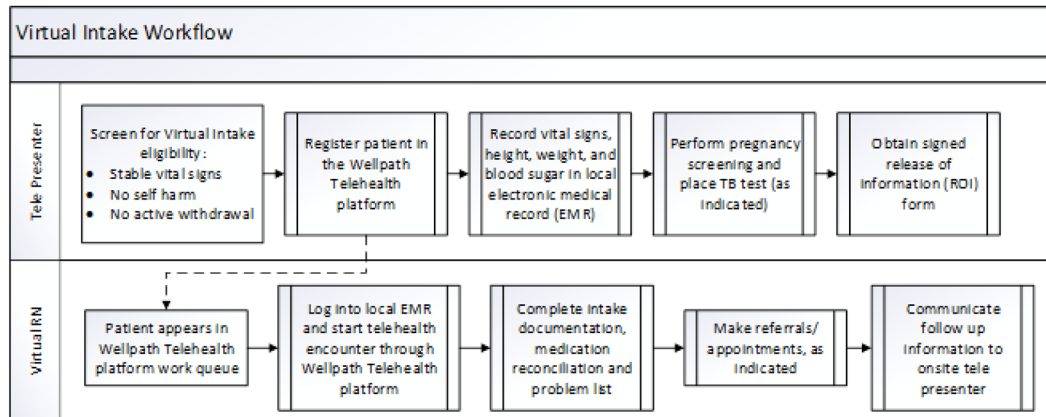 Virtual Intake Workflow
Tele Presenter
Screen for Virtual Intake
eligibility:
• Stable vital signs
• No self harm
• No active withdrawal
Register patient in
the Wellpath
Telehealth
platform
Record vital signs,
height, weight, and
blood sugar in local
electronic medical
record (EMR)
Perform pregnancy
screening and
place TB test (as
indicated)
Obtain signed
release of
information (ROI)
form
Virtual RN
Patient appears in
Wellpath Telehealth
platform work queue
Log into local EMR
and start telehealth
encounter through
Wellpath Telehealth
platform
Complete intake
documentation,
medication
reconciliation and
problem list
Make referrals/
appointments, as
indicated
Communicate
follow up
information to
onsite tele
presenter